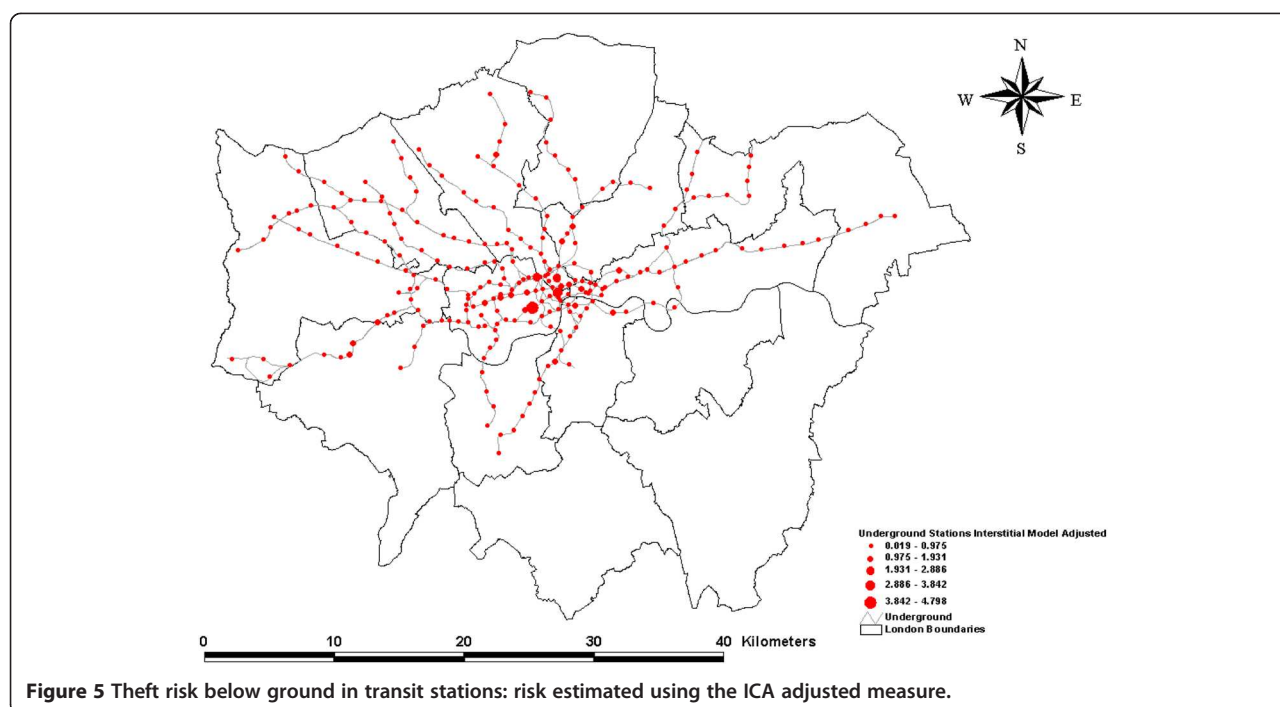 N
W E
S
Underground Stations Interstitial Model Adjusted
0.019 - 0.975
0.975 - 1.931
1.931 - 2.886
2.886 - 3.842
3.842 - 4.798
Underground
London Boundaries
0 10 20 30 40 Kilometers
Figure 5 Theft risk below ground in transit stations: risk estimated using the ICA adjusted measure.